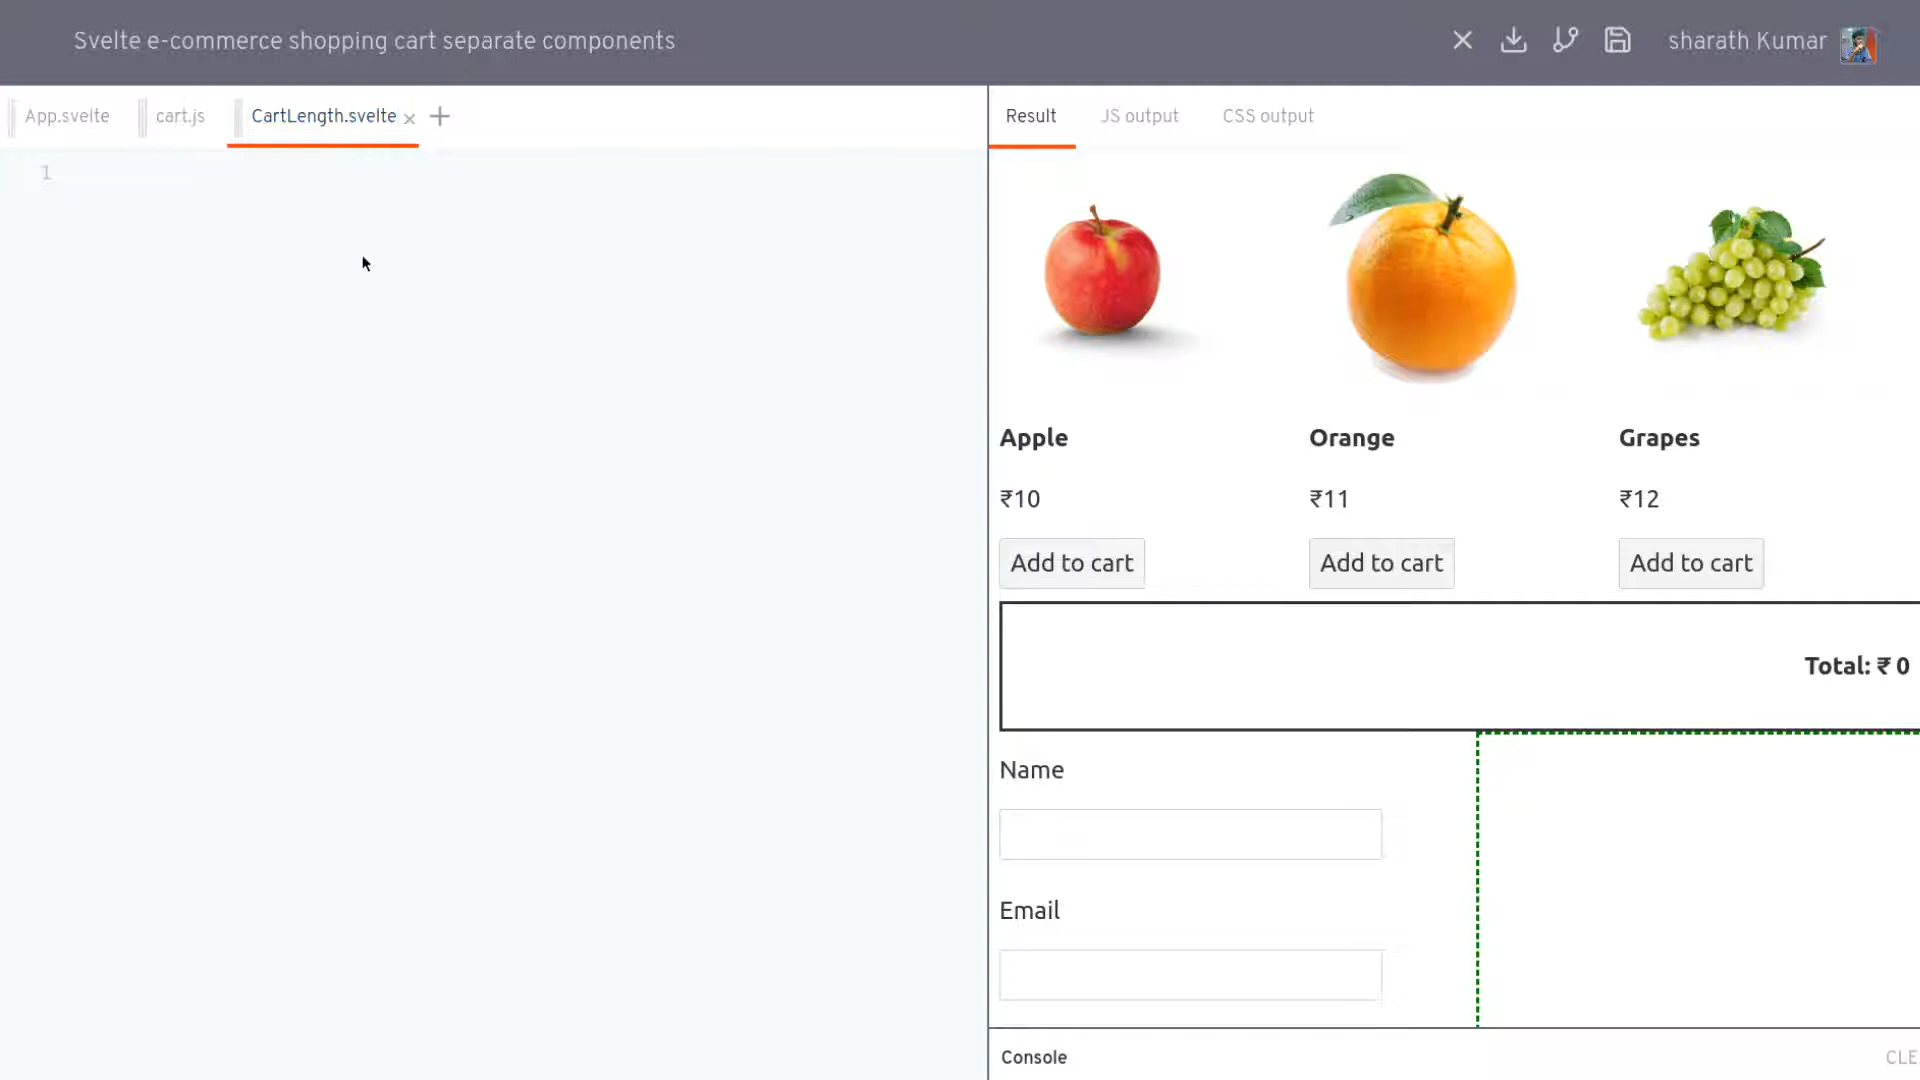 Svelte e-commerce shopping cart separate components
sharath Kumar
App.svelte cart.js CartLength.svelte
Result JS output CSS output
1
Apple Orange Grapes
₹10 ₹11 ₹12
Add to cart Add to cart Add to cart
Total: ₹ 0
Name
Email
Console CLE